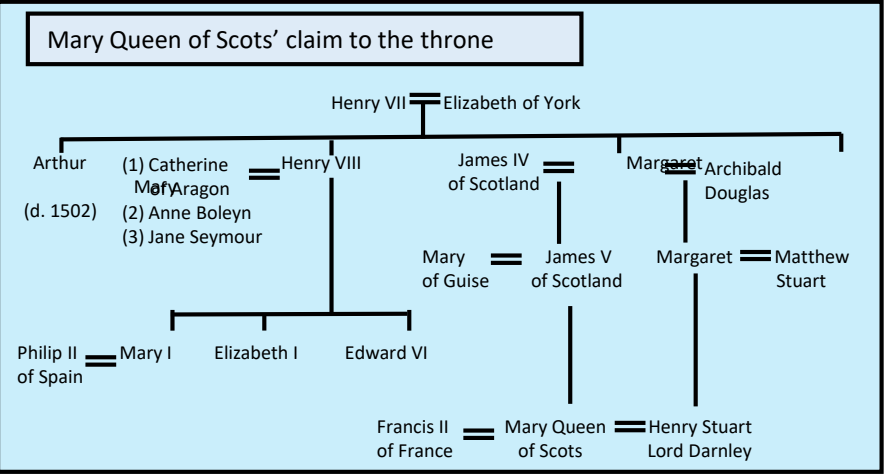 Mary Queen of Scots’ claim to the throne
Henry VII Elizabeth of York
Arthur
(d. 1502)
(1) Catherine
of Aragon
Mary
(2) Anne Boleyn
(3) Jane Seymour
Henry VIII
James IV
of Scotland
Margaret
Archibald
Douglas
Mary
of Guise
James V
of Scotland
Margaret
Matthew
Stuart
Philip II
of Spain
Mary I
Elizabeth I
Edward VI
Francis II
of France
Mary Queen
of Scots
Henry Stuart
Lord Darnley